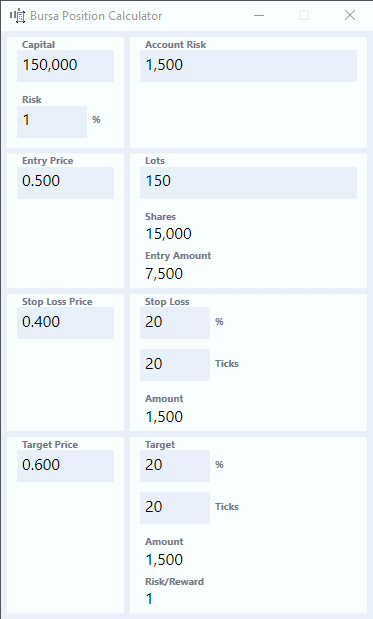 Bursa Position Calculator
Capital
150,000
Risk
1 %
Account Risk
1,500
Entry Price
0.500
Lots
150
Shares
15,000
Entry Amount
7,500
Stop Loss Price
0.400
Stop Loss
20 %
20 Ticks
Amount
1,500
Target Price
0.600
Target
20 %
20 Ticks
Amount
1,500
Risk/Reward
1